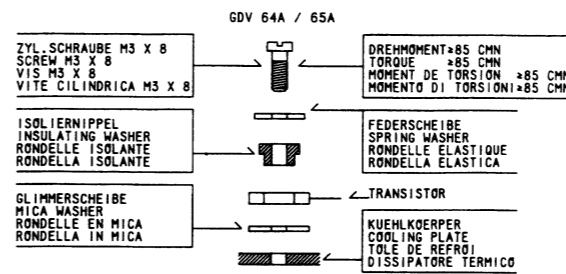 GDV 64A / 65A
ZYL.SCHRAUBE M3 X 8
SCREW M3 X 8
VIS M3 X 8
VITE CILINDRICA M3 X 8
DREHMOMENT≥85 CMN
TORQUE ≥85 CMN
MOMENT DE TORSION ≥85 CMN
MOMENTO DI TORSIONI≥85 CMN
ISOLIERNIPPEL
INSULATING WASHER
RONDELLE ISOLANTE
RONDELLA ISOLANTE
FEDERSCHEIBE
SPRING WASHER
RONDELLE ELASTIQUE
RONDELLA ELASTICA
TRANSISTOR
GLIMMERSCHEIBE
MICA WASHER
RONDELLE EN MICA
RONDELLA IN MICA
KUEHLKOERPER
COOLING PLATE
TOLE DE REFROI
DISSIPATORE TERMICO